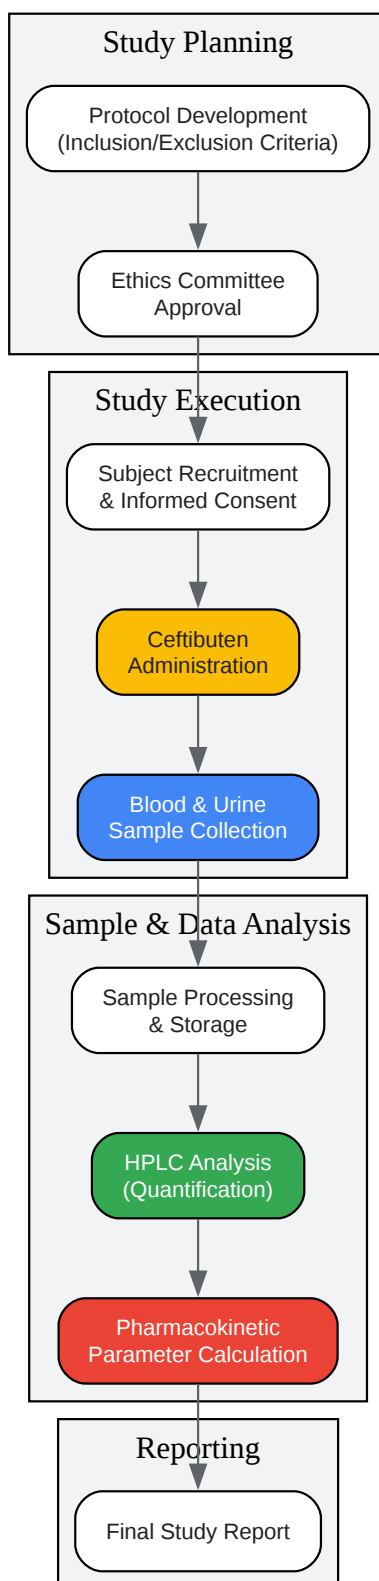 Study Planning
Protocol Development
(Inclusion/Exclusion Criteria)
Ethics Committee
Approval
Study Execution
Subject Recruitment
& Informed Consent
Ceftibuten
Administration
Blood & Urine
Sample Collection
Sample & Data Analysis
Sample Processing
& Storage
HPLC Analysis
(Quantification)
Pharmacokinetic
Parameter Calculation
Reporting
Final Study Report